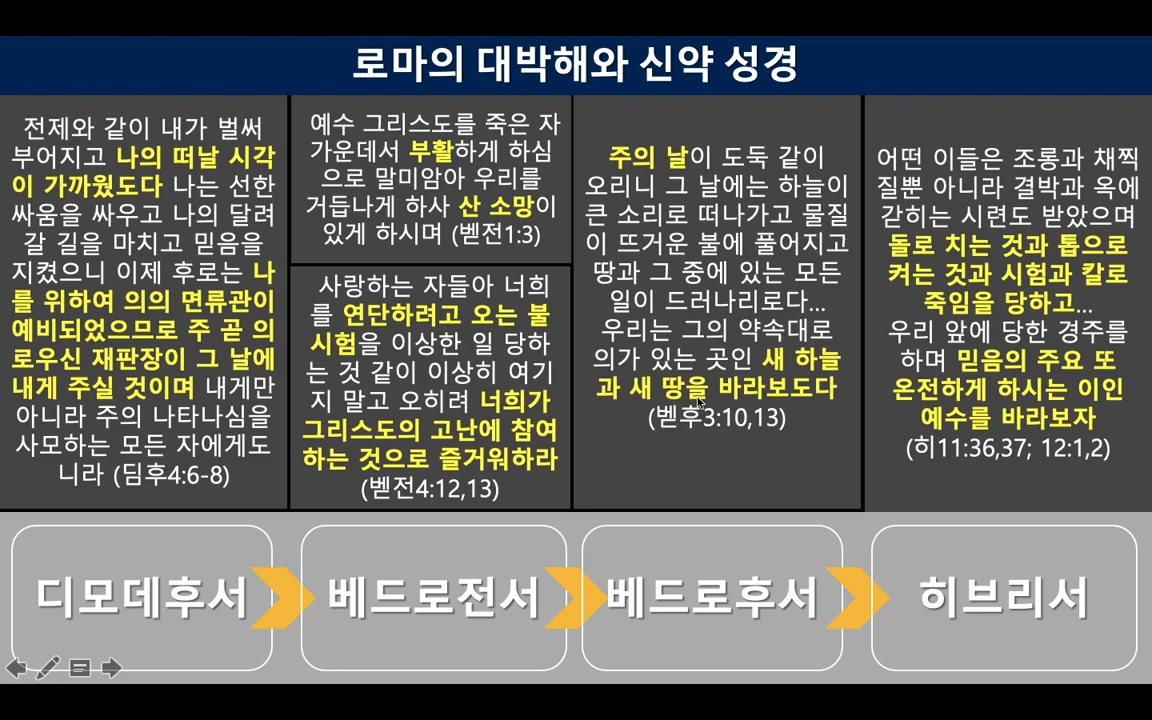 로마의 대박해와 신약 성경
전제와 같이 내가 벌써
부어지고 나의 떠날 시각
이 가까웠도다 나는 선한
싸움을 싸우고 나의 달려
갈 길을 마치고 믿음을
지켰으니 이제 후로는 나
를 위하여 의의 면류관이
예비되었으므로 주 곧 의
로우신 재판장이 그 날에
내게 주실 것이며 내게만
아니라 주의 나타나심을
사모하는 모든 자에게도
니라 (딤후4:6-8)
예수 그리스도를 죽은 자
가운데서 부활하게 하심
으로 말미암아 우리를
거듭나게 하사 산 소망이
있게 하시며 (벧전1:3)
사랑하는 자들아 너희
를 연단하려고 오는 불
시험을 이상한 일 당하
는 것 같이 이상히 여기
지 말고 오히려 너희가
그리스도의 고난에 참여
하는 것으로 즐거워하라
(벧전4:12,13)
주의 날이 도둑 같이
오리니 그 날에는 하늘이
큰 소리로 떠나가고 물질
이 뜨거운 불에 풀어지고
땅과 그 중에 있는 모든
일이 드러나리로다...
우리는 그의 약속대로
의가 있는 곳인 새 하늘
과 새 땅을 바라보도다
(벧후3:10,13)
어떤 이들은 조롱과 채찍
질뿐 아니라 결박과 옥에
갇히는 시련도 받았으며
돌로 치는 것과 톱으로
켜는 것과 시험과 칼로
죽임을 당하고...
우리 앞에 당한 경주를
하며 믿음의 주요 또
온전하게 하시는 이인
예수를 바라보자
(히11:36,37; 12:1,2)
디모데후서
베드로전서
베드로후서
히브리서